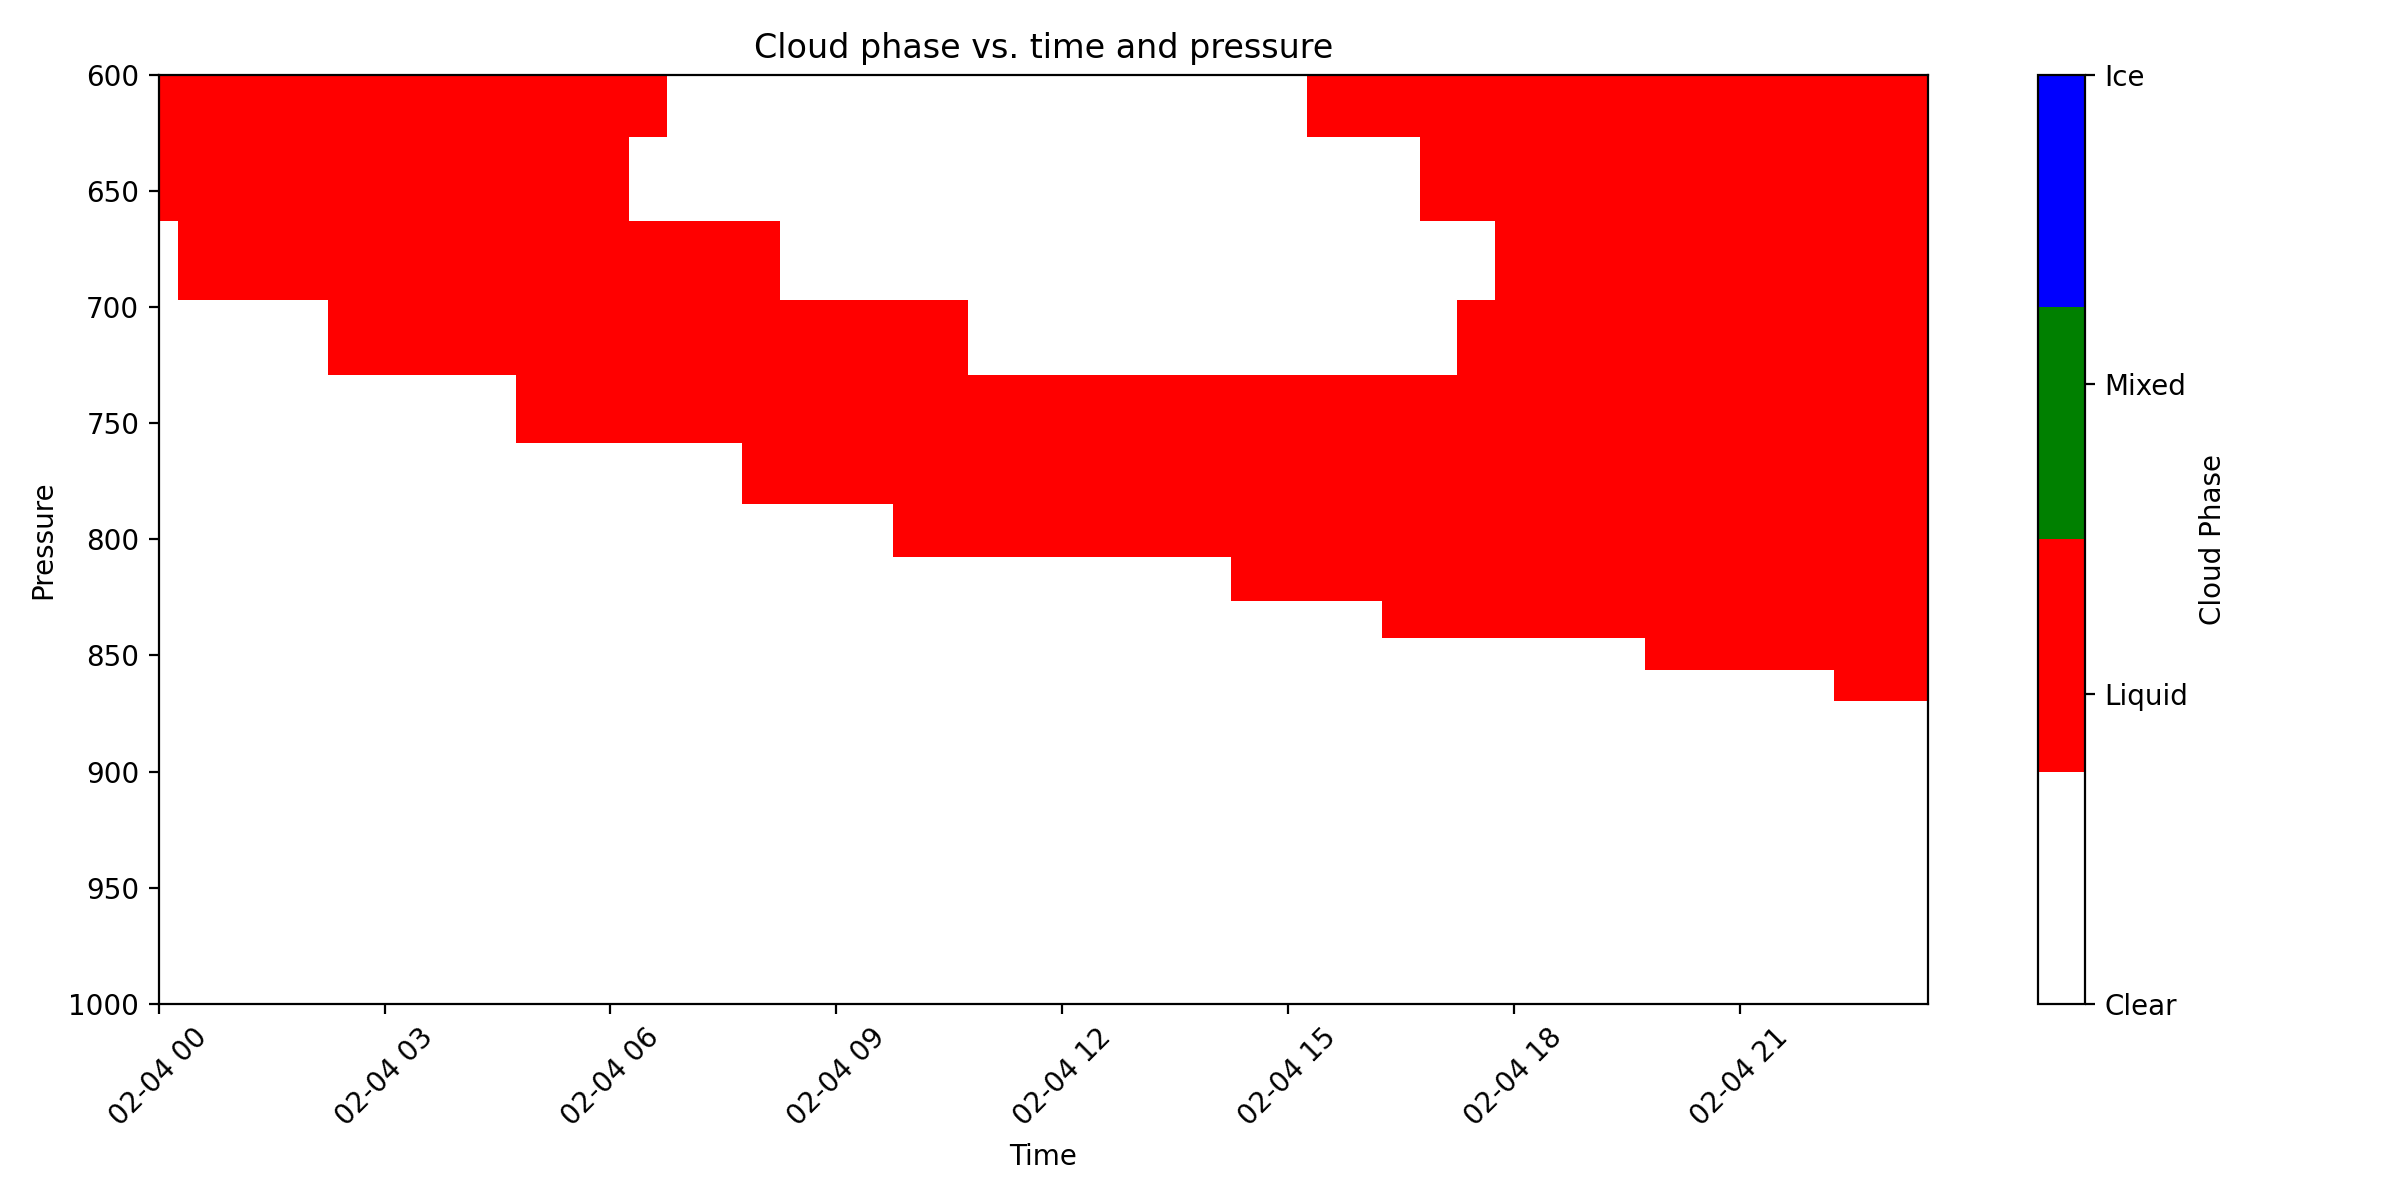 Cloud phase vs. time and pressure
600
650
700
750
800
850
900
950
1000
Pressure
02-04 00
02-04 03
02-04 06
02-04 09
02-04 12
02-04 15
02-04 18
02-04 21
Time
Ice
Mixed
Liquid
Clear
Cloud Phase